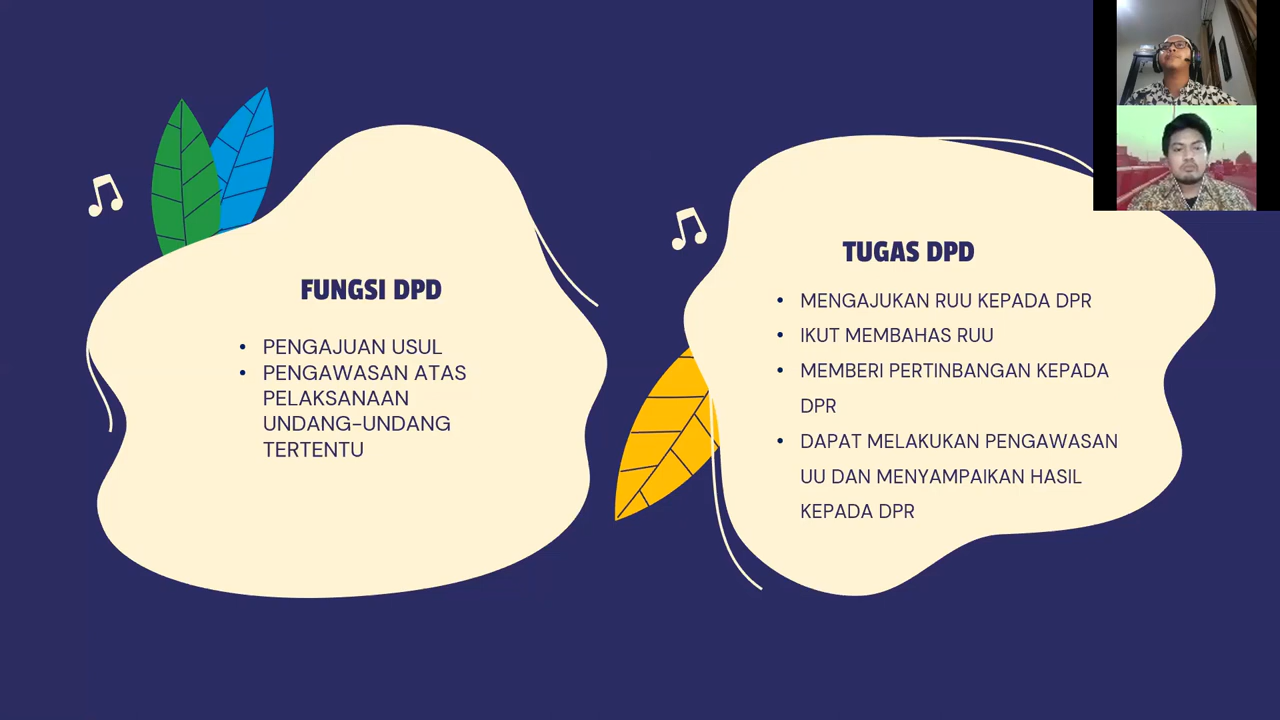 FUNGSI DPD
• PENGAJUAN USUL
• PENGAWASAN ATAS
PELAKSANAAN
UNDANG-UNDANG
TERTENTU
TUGAS DPD
• MENGAJUKAN RUU KEPADA DPR
• IKUT MEMBAHAS RUU
• MEMBERI PERTINBANGAN KEPADA
DPR
• DAPAT MELAKUKAN PENGAWASAN
UU DAN MENYAMPAIKAN HASIL
KEPADA DPR